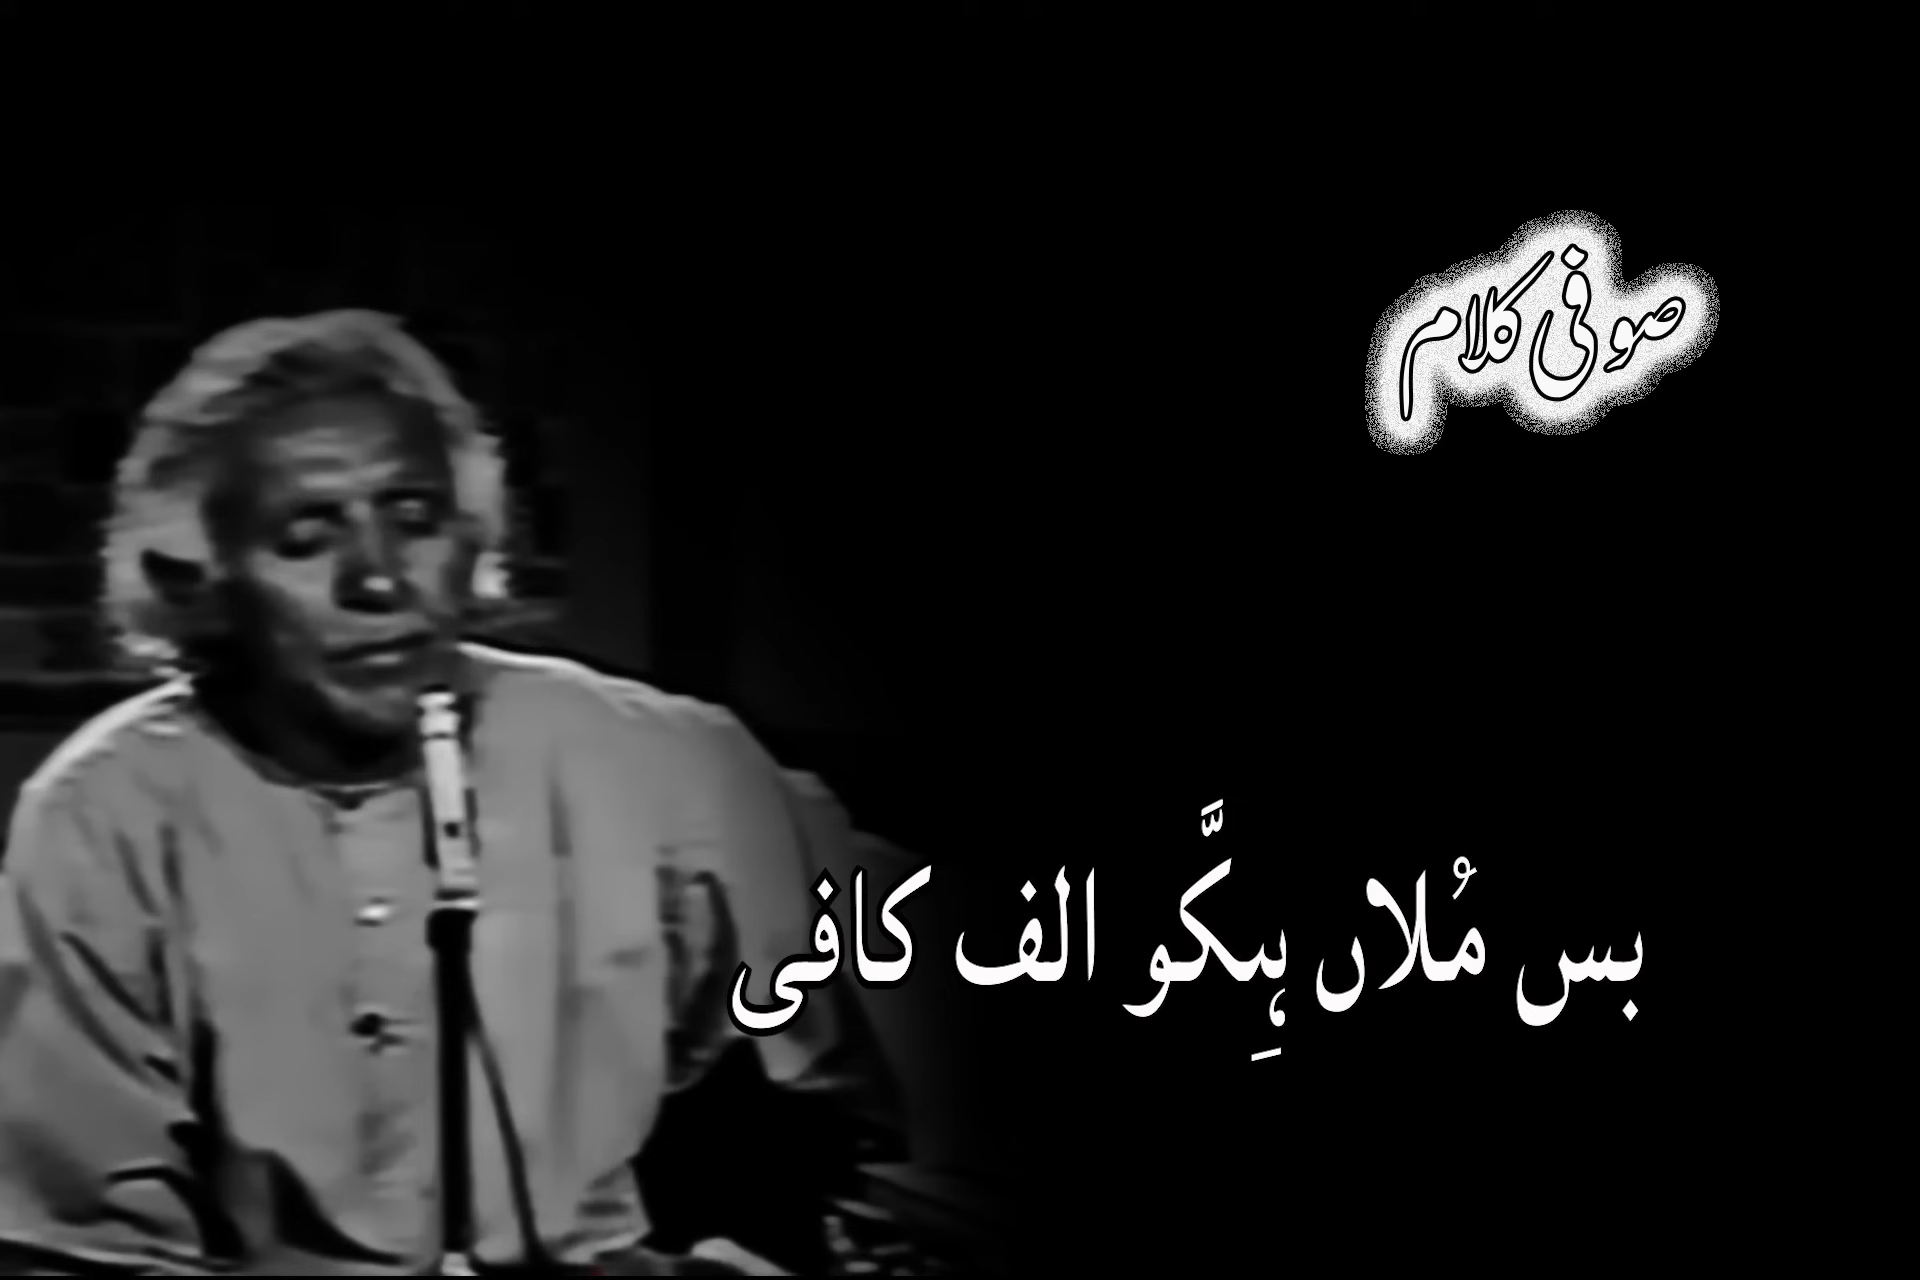 صوفی کلام
بس مُلاں ہِکّو الف کافی